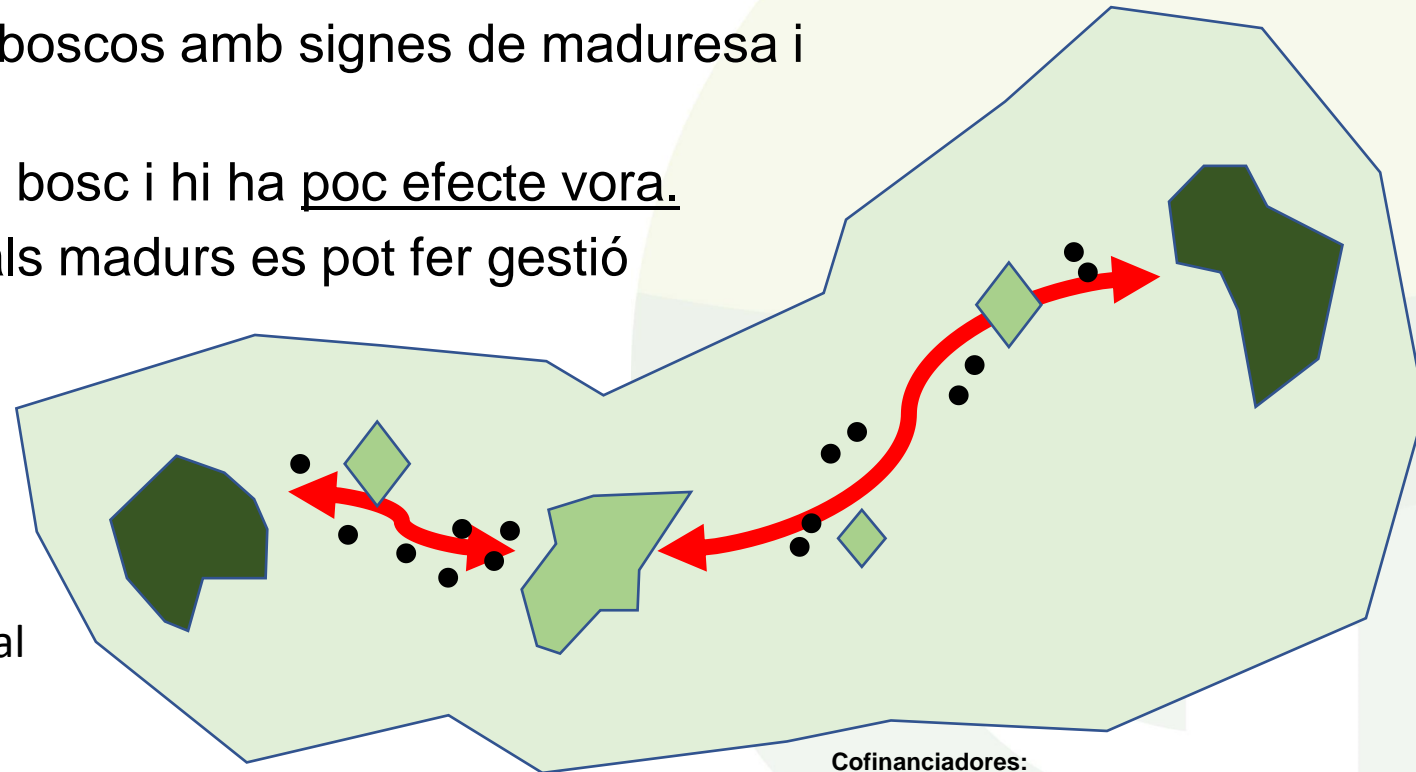 boscos amb signes de maduresa i
bosc i hi ha poc efecte vora.
als madurs es pot fer gestió
al
Cofinanciadores: